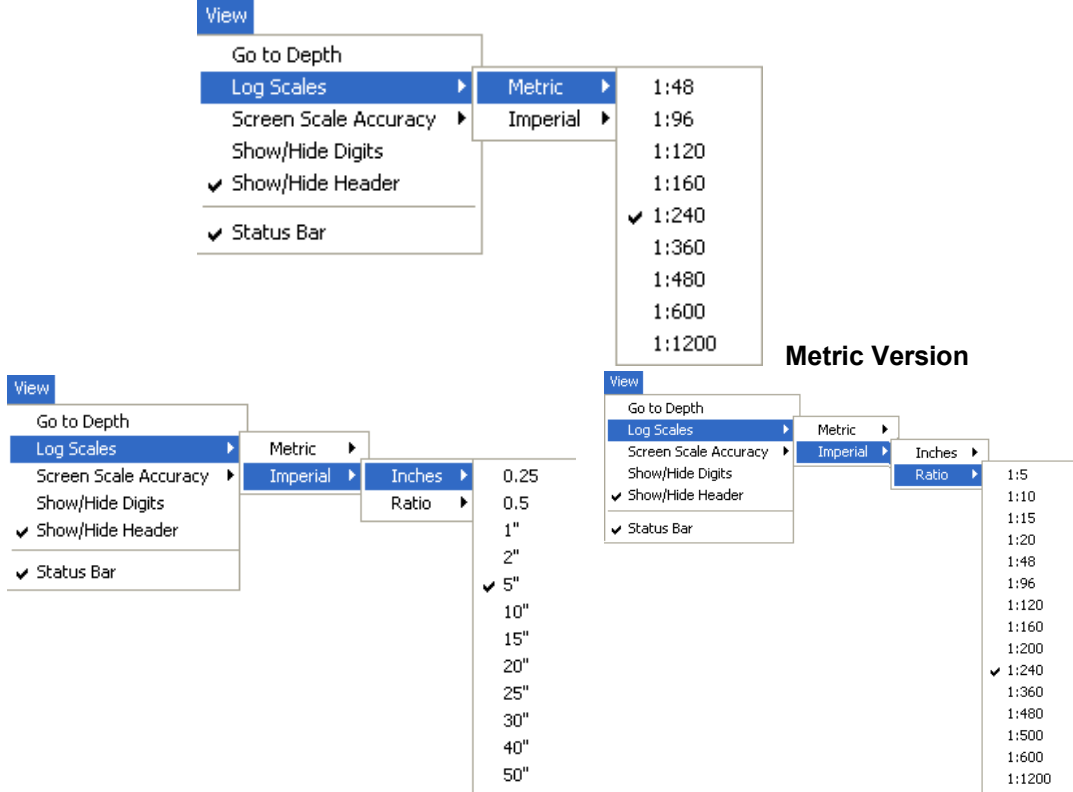 View
Go to Depth
Log Scales
Screen Scale Accuracy
Show/Hide Digits
Show/Hide Header
Status Bar
Metric
Imperial
1:48
1:96
1:120
1:160
1:240
1:360
1:480
1:600
1:1200
Metric Version
View
Go to Depth
Log Scales
Screen Scale Accuracy
Show/Hide Digits
Show/Hide Header
Status Bar
Metric
Imperial
Inches
Ratio
0.25
0.5
1"
2"
5"
10"
15"
20"
25"
30"
40"
50"
View
Go to Depth
Log Scales
Screen Scale Accuracy
Show/Hide Digits
Show/Hide Header
Status Bar
Metric
Imperial
Inches
Ratio
1:5
1:10
1:15
1:20
1:48
1:96
1:120
1:160
1:200
1:240
1:360
1:480
1:500
1:600
1:1200